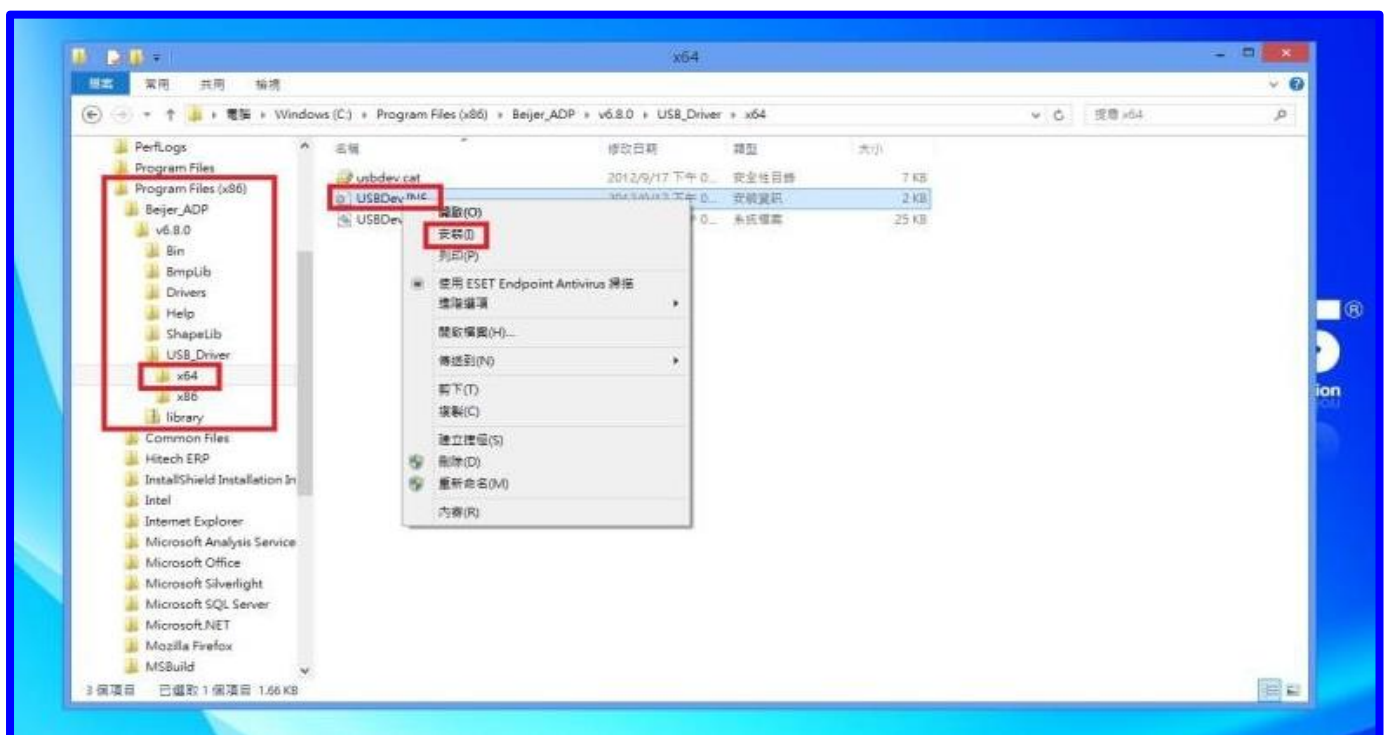 x64
檔案 常用 共用 檢視
電腦 ▸ Windows (C:) ▸ Program Files (x86) ▸ Beijer_ADP ▸ v6.8.0 ▸ USB_Driver ▸ x64 搜尋 x64
名稱 修改日期 類型 大小
PerfLogs
Program Files
Program Files (x86)
Beijer_ADP
v6.8.0
Bin
BmpLib
Drivers
Help
ShapeLib
USB_Driver
x64
x86
library
Common Files
Hitech ERP
InstallShield Installation In
Intel
Internet Explorer
Microsoft Analysis Service
Microsoft Office
Microsoft Silverlight
Microsoft SQL Server
Microsoft.NET
Mozilla Firefox
MSBuild
usbdev.cat 2012/9/17 下午 0... 安全性目錄 7 KB
USBDev 下午 0... 安裝資訊 2 KB
USBDev 0... 系統檔案 25 KB
開啟(O)
安裝(I)
列印(P)
使用 ESET Endpoint Antivirus 掃描
進階選項
開啟檔案(H)...
傳送到(N)
剪下(T)
複製(C)
建立捷徑(S)
刪除(D)
重新命名(M)
內容(R)
3 個項目 已選取 1 個項目 1.66 KB
®
ion